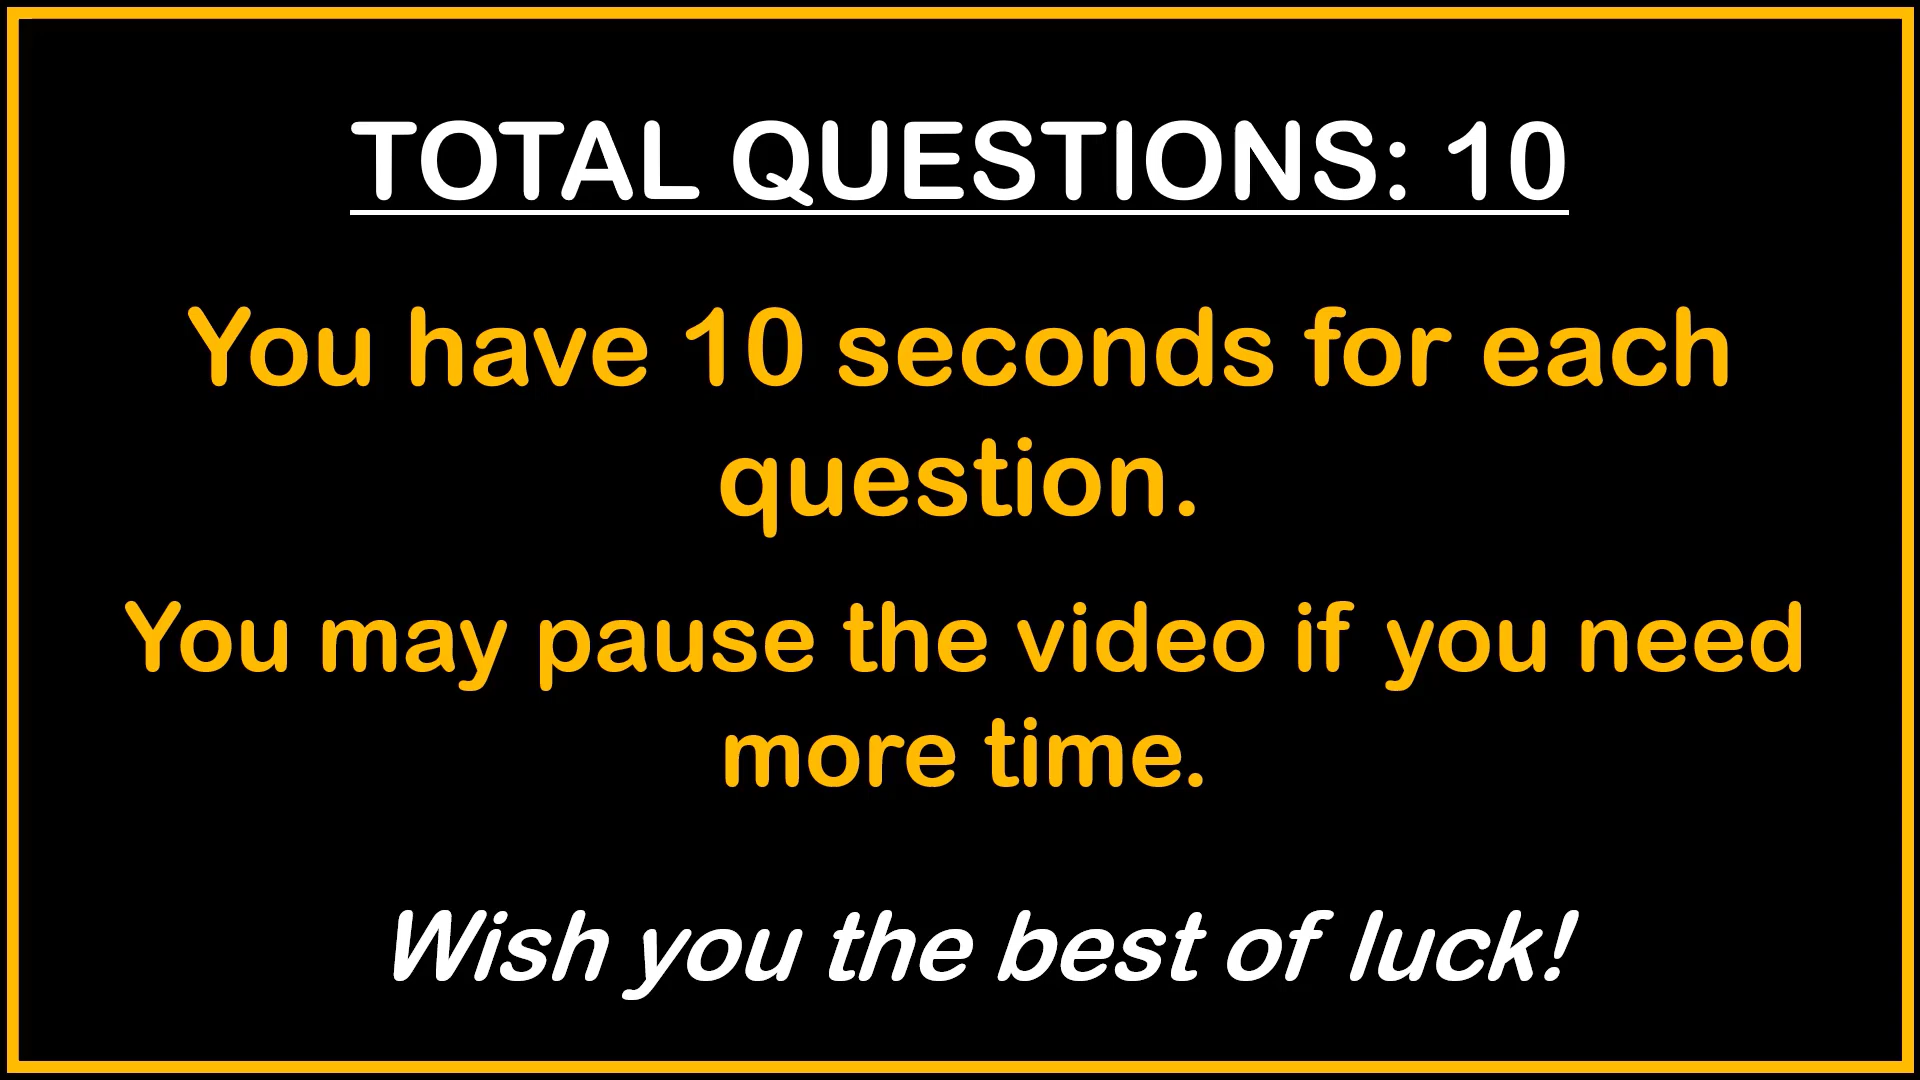 TOTAL QUESTIONS: 10
You have 10 seconds for each
question.
You may pause the video if you need
more time.
Wish you the best of luck!